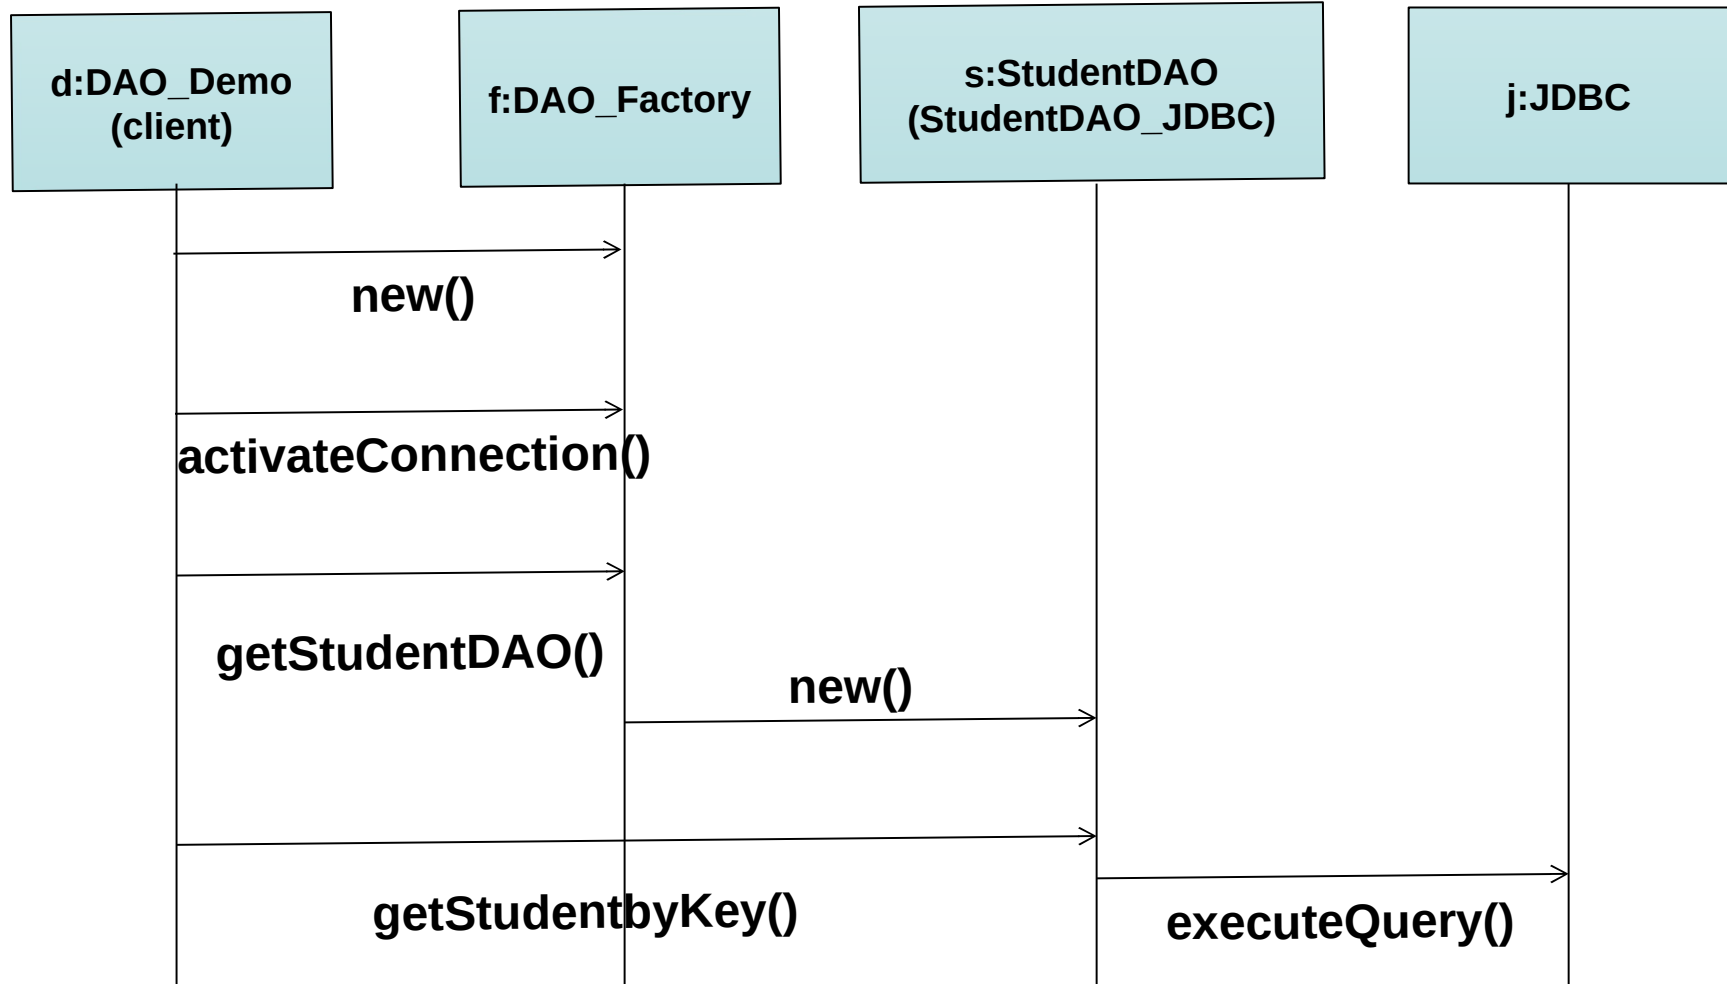 d:DAO_Demo
(client)
f:DAO_Factory
s:StudentDAO
(StudentDAO_JDBC)
j:JDBC
new()
activateConnection()
getStudentDAO()
new()
getStudentbyKey()
executeQuery()